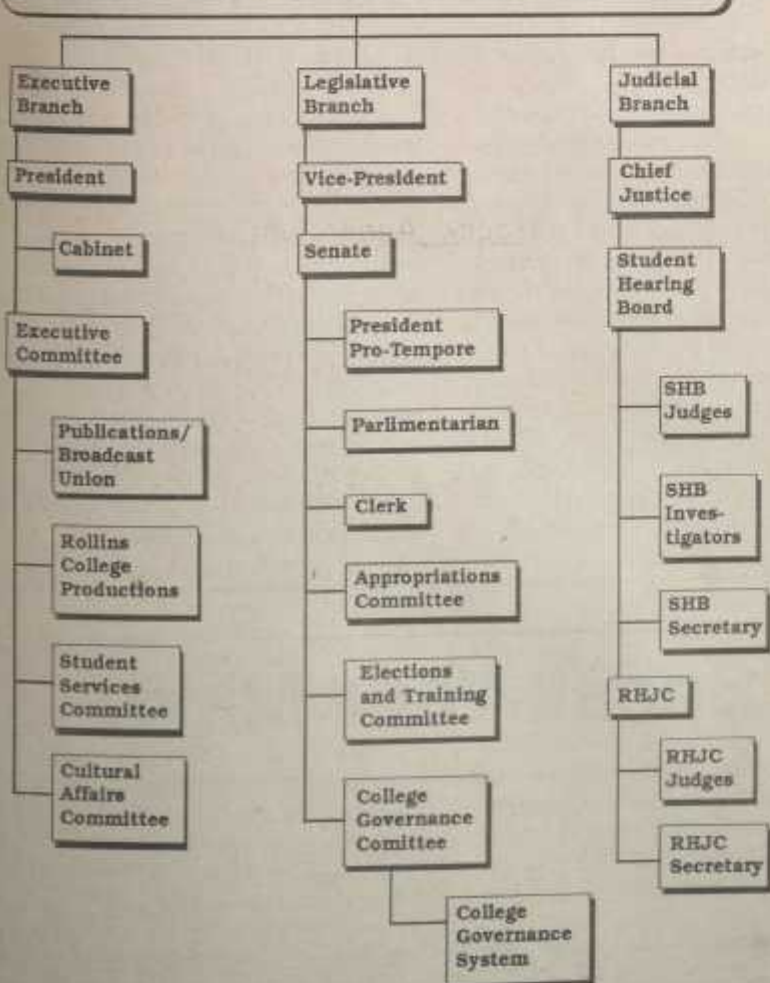 Executive
Branch
President
Cabinet
Executive
Committee
Publications/
Broadcast
Union
Rollins
College
Productions
Student
Services
Committee
Cultural
Affairs
Committee
Legislative
Branch
Vice-President
Senate
President
Pro-Tempore
Parlimentarian
Clerk
Appropriations
Committee
Elections
and Training
Committee
College
Governance
Comittee
College
Governance
System
Judicial
Branch
Chief
Justice
Student
Hearing
Board
SHB
Judges
SHB
Inves-
tigators
SHB
Secretary
RHJC
RHJC
Judges
RHJC
Secretary